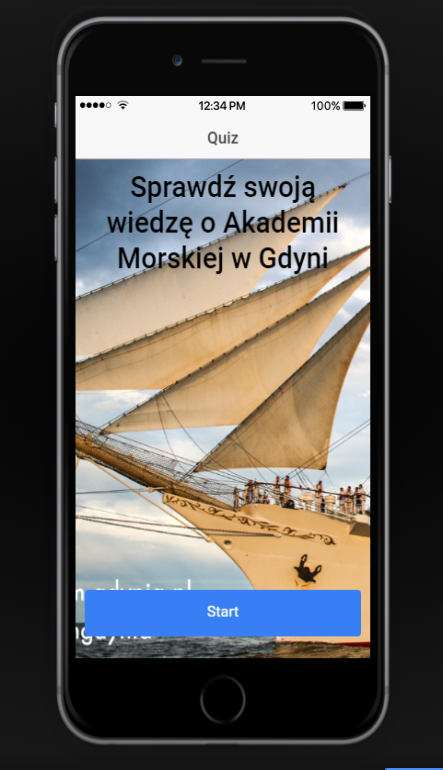 12:34 PM 100%
Quiz
Sprawdź swoją
wiedzę o Akademii
Morskiej w Gdyni
Start